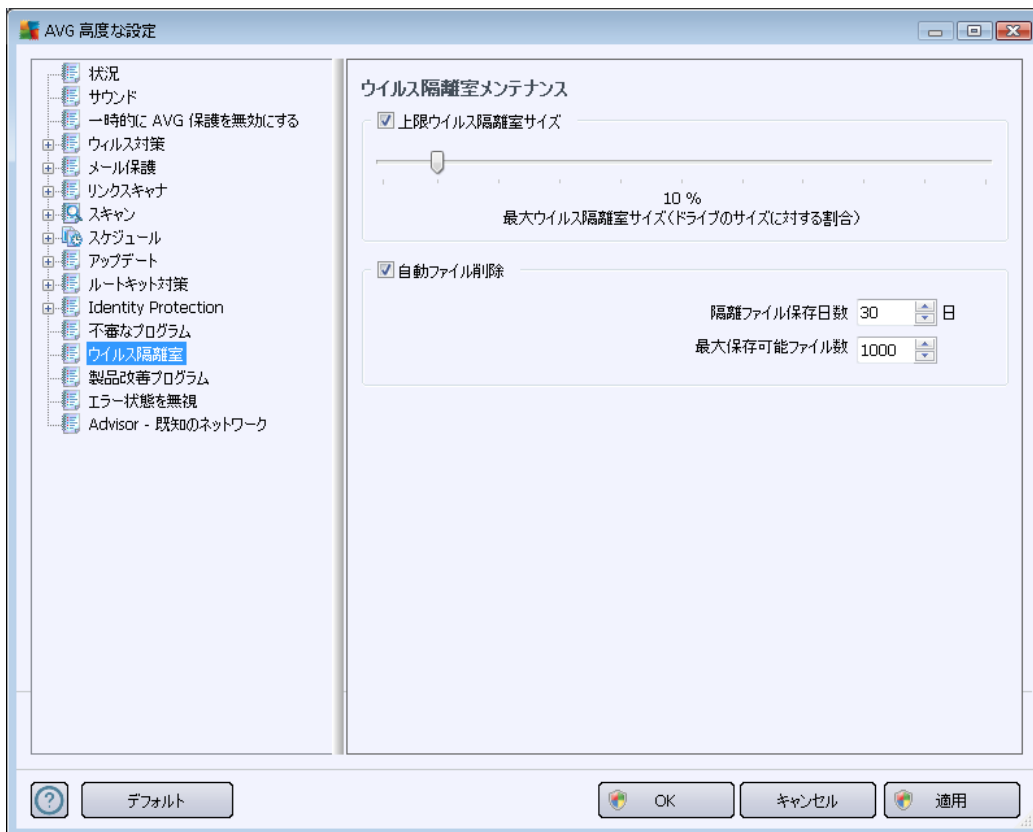 AVG 高度な設定
状況
サウンド
一時的に AVG 保護を無効にする
ウィルス対策
メール保護
リンクスキャナ
スキャン
スケジュール
アップデート
ルートキット対策
Identity Protection
不審なプログラム
ウイルス隔離室
製品改善プログラム
エラー状態を無視
Advisor - 既知のネットワーク
ウイルス隔離室メンテナンス
上限ウイルス隔離室サイズ
10 %
最大ウイルス隔離室サイズ(ドライブのサイズに対する割合)
自動ファイル削除
隔離ファイル保存日数 30 日
最大保存可能ファイル数 1000
? デフォルト OK キャンセル 適用